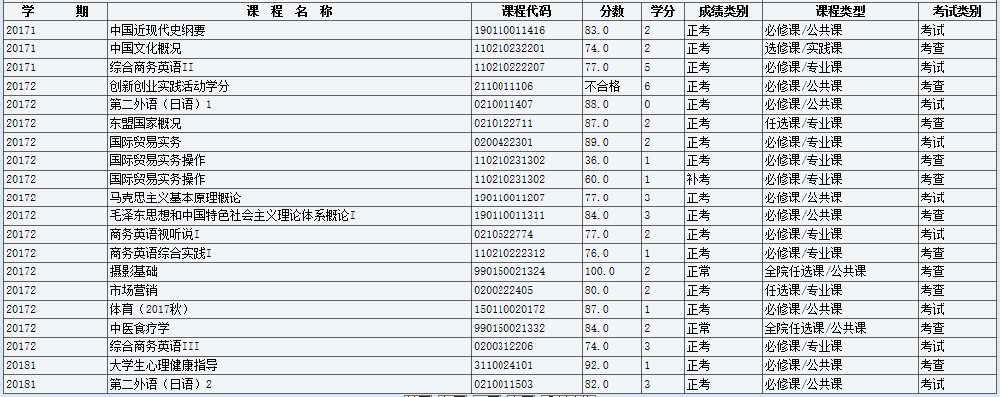 学 期 课 程 名 称 课程代码 分数 学分 成绩类别 课程类型 考试类别
20171 中国近现代史纲要 190110011416 83.0 2 正考 必修课/公共课 考试
20171 中国文化概况 110210232201 74.0 2 正考 选修课/实践课 考查
20171 综合商务英语II 110210222207 77.0 5 正考 必修课/专业课 考试
20172 创新创业实践活动学分 2110011106 不合格 6 正考 必修课/公共课 考查
20172 第二外语（日语）1 0210011407 88.0 0 正考 必修课/公共课 考试
20172 东盟国家概况 0210122711 87.0 2 正考 任选课/专业课 考查
20172 国际贸易实务 0200422301 89.0 2 正考 必修课/专业课 考试
20172 国际贸易实务操作 110210231302 36.0 1 正考 必修课/专业课 考查
20172 国际贸易实务操作 110210231302 60.0 1 补考 必修课/专业课 考查
20172 马克思主义基本原理概论 190110011207 77.0 3 正考 必修课/公共课 考试
20172 毛泽东思想和中国特色社会主义理论体系概论I 190110011311 84.0 3 正考 必修课/公共课 考查
20172 商务英语视听说I 0210522774 77.0 2 正考 必修课/专业课 考试
20172 商务英语综合实践I 110210222312 76.0 1 正考 必修课/专业课 考查
20172 摄影基础 990150021324 100.0 2 正常 全院任选课/公共课 考查
20172 市场营销 0200222405 80.0 2 正考 任选课/专业课 考查
20172 体育（2017秋） 150110020172 87.0 1 正考 必修课/公共课 考试
20172 中医食疗学 990150021332 84.0 2 正常 全院任选课/公共课 考查
20172 综合商务英语III 0200312206 74.0 3 正考 必修课/专业课 考试
20181 大学生心理健康指导 3110024101 92.0 1 正考 必修课/公共课 考查
20181 第二外语（日语）2 0210011503 82.0 3 正考 必修课/公共课 考试